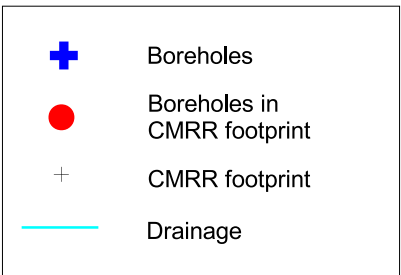 Boreholes
Boreholes in
CMRR footprint
CMRR footprint
Drainage